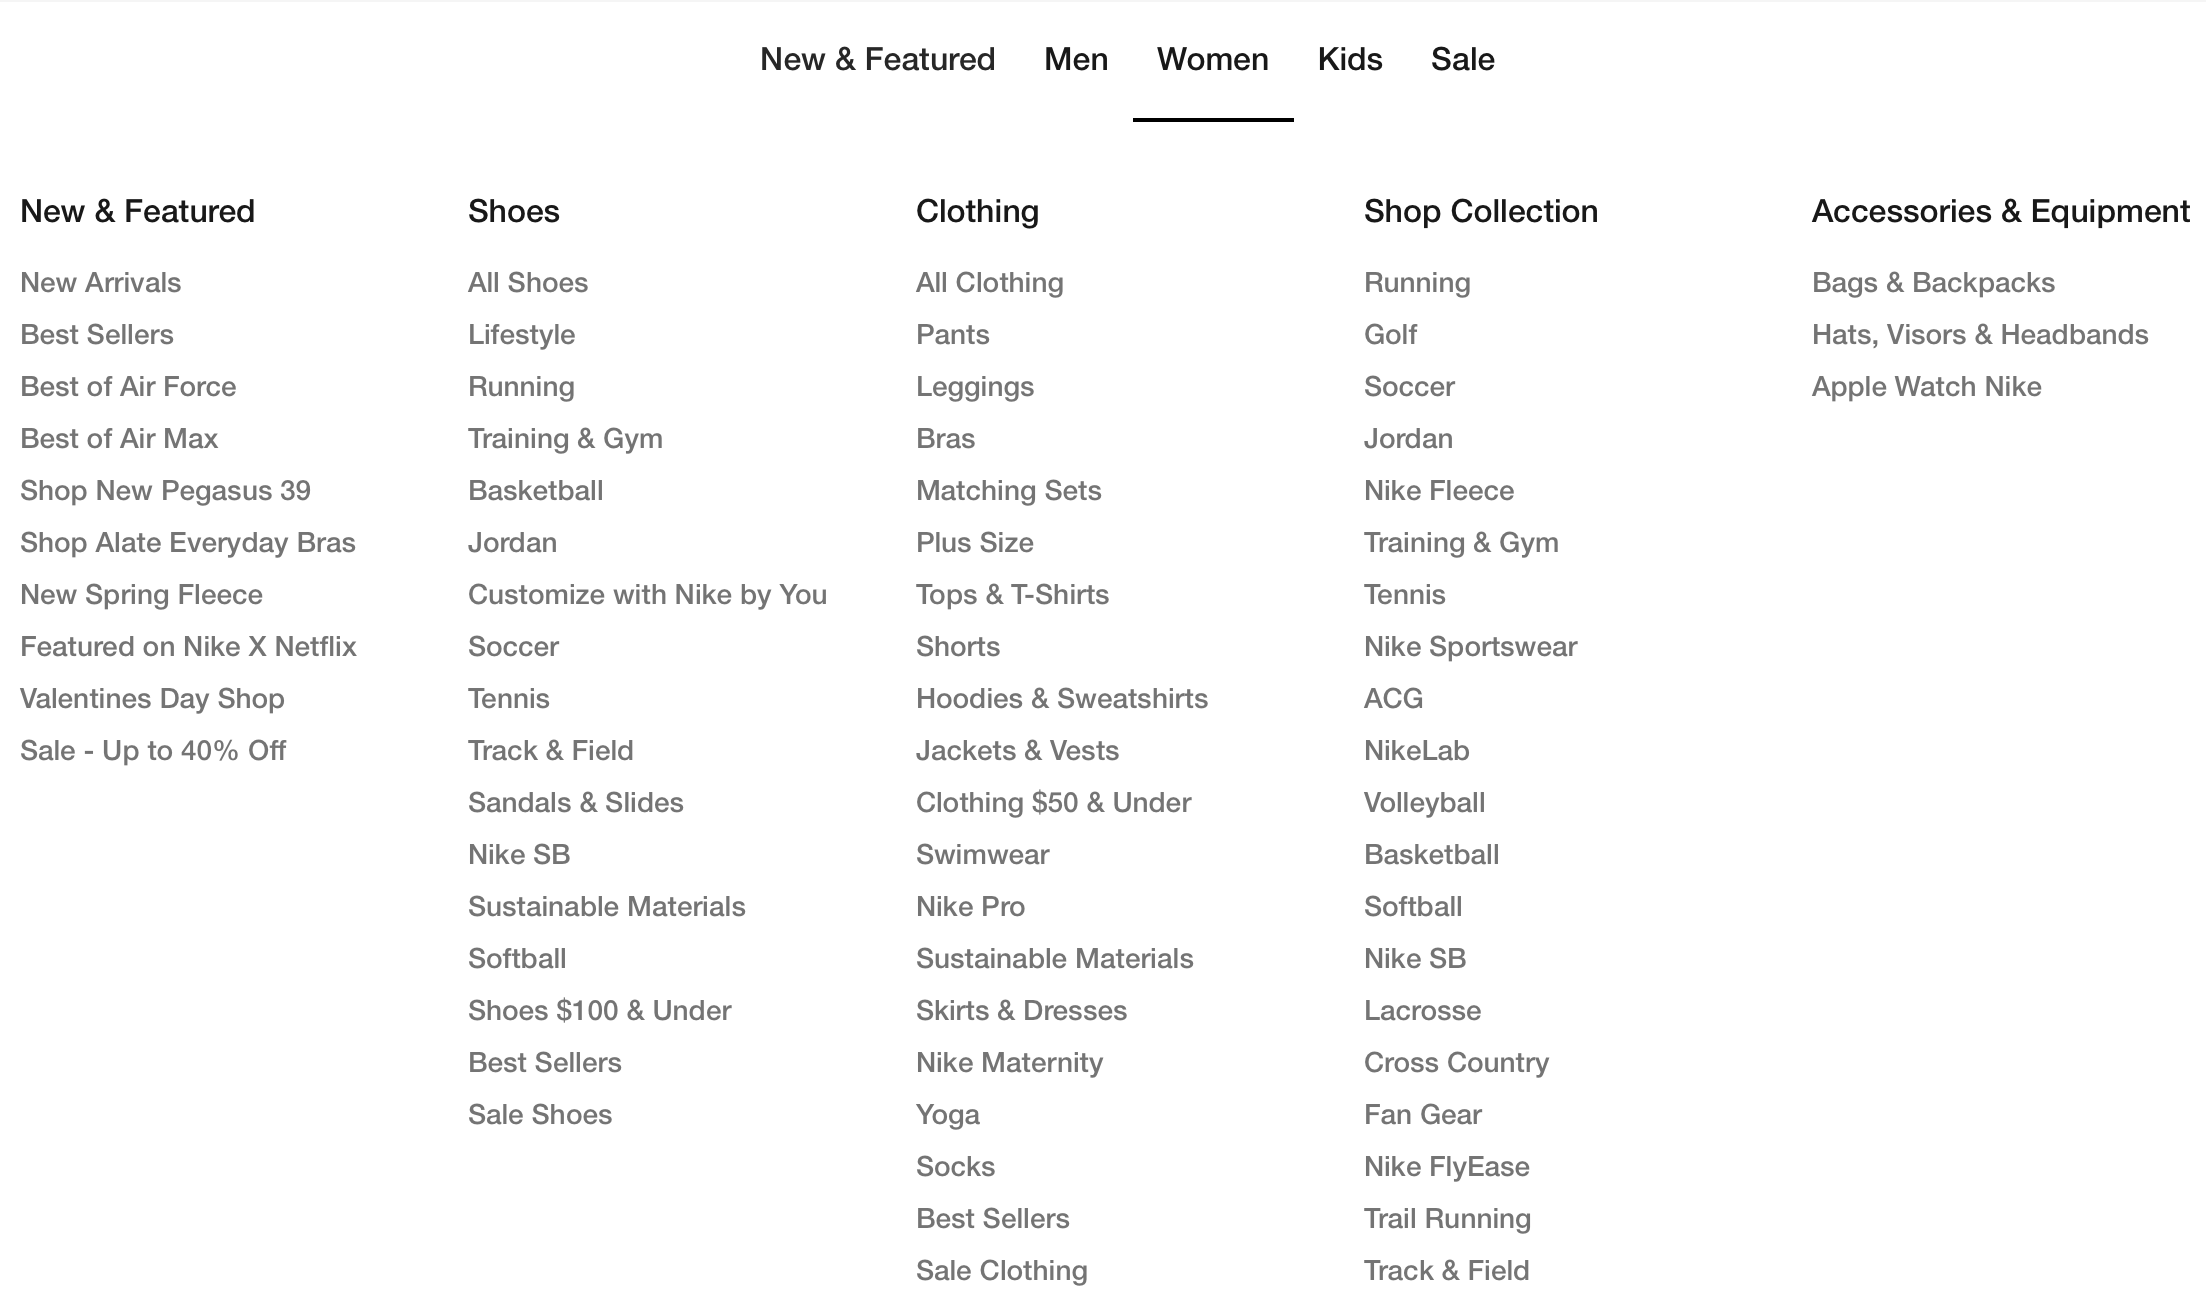 New & Featured Men Women Kids Sale
New & Featured
New Arrivals
Best Sellers
Best of Air Force
Best of Air Max
Shop New Pegasus 39
Shop Alate Everyday Bras
New Spring Fleece
Featured on Nike X Netflix
Valentines Day Shop
Sale - Up to 40% Off
Shoes
All Shoes
Lifestyle
Running
Training & Gym
Basketball
Jordan
Customize with Nike by You
Soccer
Tennis
Track & Field
Sandals & Slides
Nike SB
Sustainable Materials
Softball
Shoes $100 & Under
Best Sellers
Sale Shoes
Clothing
All Clothing
Pants
Leggings
Bras
Matching Sets
Plus Size
Tops & T-Shirts
Shorts
Hoodies & Sweatshirts
Jackets & Vests
Clothing $50 & Under
Swimwear
Nike Pro
Sustainable Materials
Skirts & Dresses
Nike Maternity
Yoga
Socks
Best Sellers
Sale Clothing
Shop Collection
Running
Golf
Soccer
Jordan
Nike Fleece
Training & Gym
Tennis
Nike Sportswear
ACG
NikeLab
Volleyball
Basketball
Softball
Nike SB
Lacrosse
Cross Country
Fan Gear
Nike FlyEase
Trail Running
Track & Field
Accessories & Equipment
Bags & Backpacks
Hats, Visors & Headbands
Apple Watch Nike